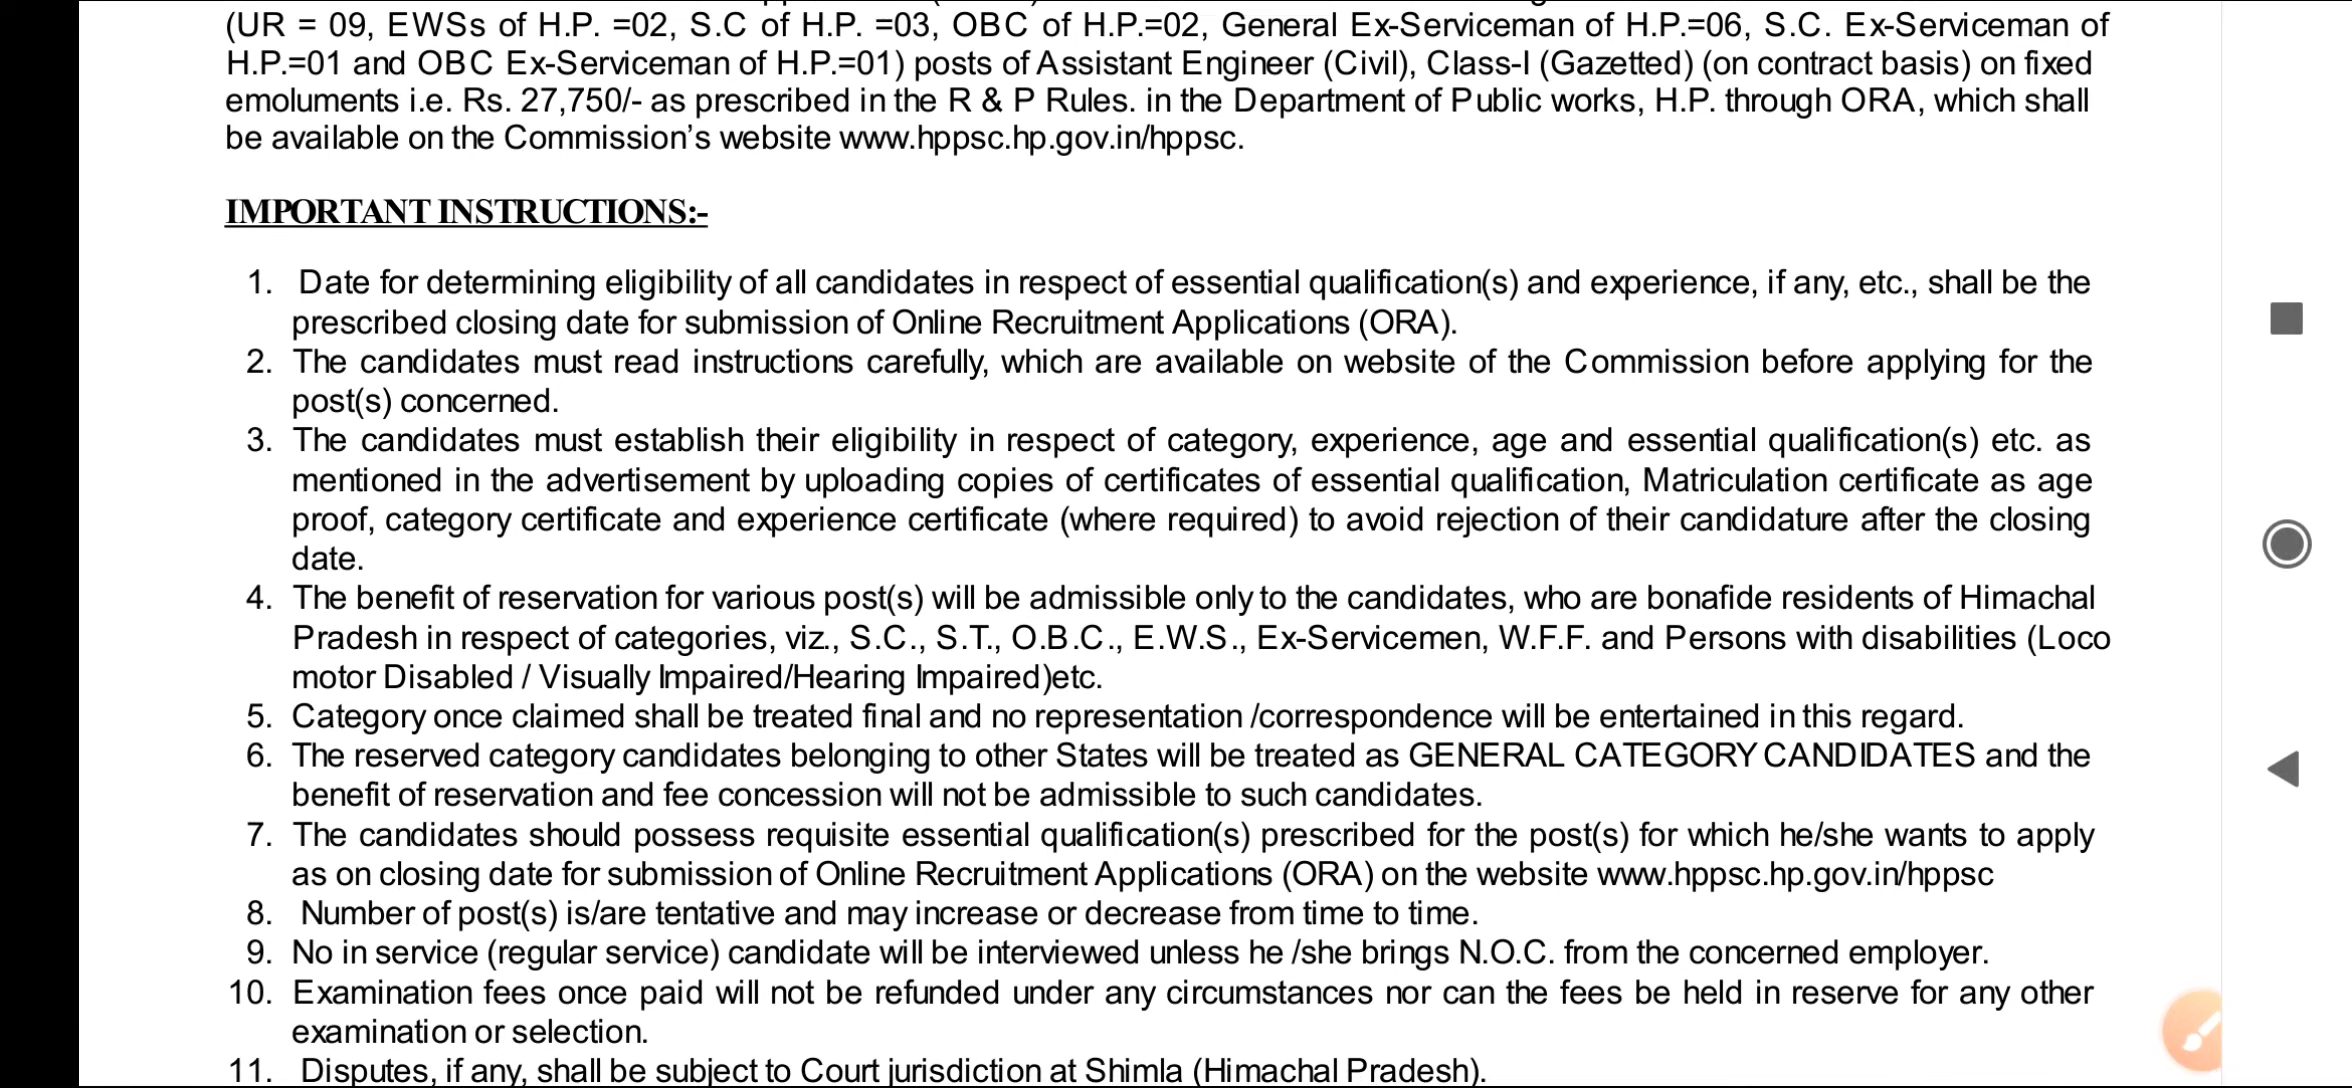 (UR = 09, EWSs of H.P. =02, S.C of H.P. =03, OBC of H.P.=02, General Ex-Serviceman of H.P.=06, S.C. Ex-Serviceman of
H.P.=01 and OBC Ex-Serviceman of H.P.=01) posts of Assistant Engineer (Civil), Class-I (Gazetted) (on contract basis) on fixed
emoluments i.e. Rs. 27,750/- as prescribed in the R & P Rules. in the Department of Public works, H.P. through ORA, which shall
be available on the Commission's website www.hppsc.hp.gov.in/hppsc.
IMPORTANT INSTRUCTIONS:-
1. Date for determining eligibility of all candidates in respect of essential qualification(s) and experience, if any, etc., shall be the
prescribed closing date for submission of Online Recruitment Applications (ORA).
2. The candidates must read instructions carefully, which are available on website of the Commission before applying for the
post(s) concerned.
3. The candidates must establish their eligibility in respect of category, experience, age and essential qualification(s) etc. as
mentioned in the advertisement by uploading copies of certificates of essential qualification, Matriculation certificate as age
proof, category certificate and experience certificate (where required) to avoid rejection of their candidature after the closing
date.
4. The benefit of reservation for various post(s) will be admissible only to the candidates, who are bonafide residents of Himachal
Pradesh in respect of categories, viz., S.C., S.T., O.B.C., E.W.S., Ex-Servicemen, W.F.F. and Persons with disabilities (Loco
motor Disabled / Visually Impaired/Hearing Impaired)etc.
5. Category once claimed shall be treated final and no representation /correspondence will be entertained in this regard.
6. The reserved category candidates belonging to other States will be treated as GENERAL CATEGORY CANDIDATES and the
benefit of reservation and fee concession will not be admissible to such candidates.
7. The candidates should possess requisite essential qualification(s) prescribed for the post(s) for which he/she wants to apply
as on closing date for submission of Online Recruitment Applications (ORA) on the website www.hppsc.hp.gov.in/hppsc
8. Number of post(s) is/are tentative and may increase or decrease from time to time.
9. No in service (regular service) candidate will be interviewed unless he /she brings N.O.C. from the concerned employer.
10. Examination fees once paid will not be refunded under any circumstances nor can the fees be held in reserve for any other
examination or selection.
11. Disputes, if any, shall be subject to Court jurisdiction at Shimla (Himachal Pradesh).